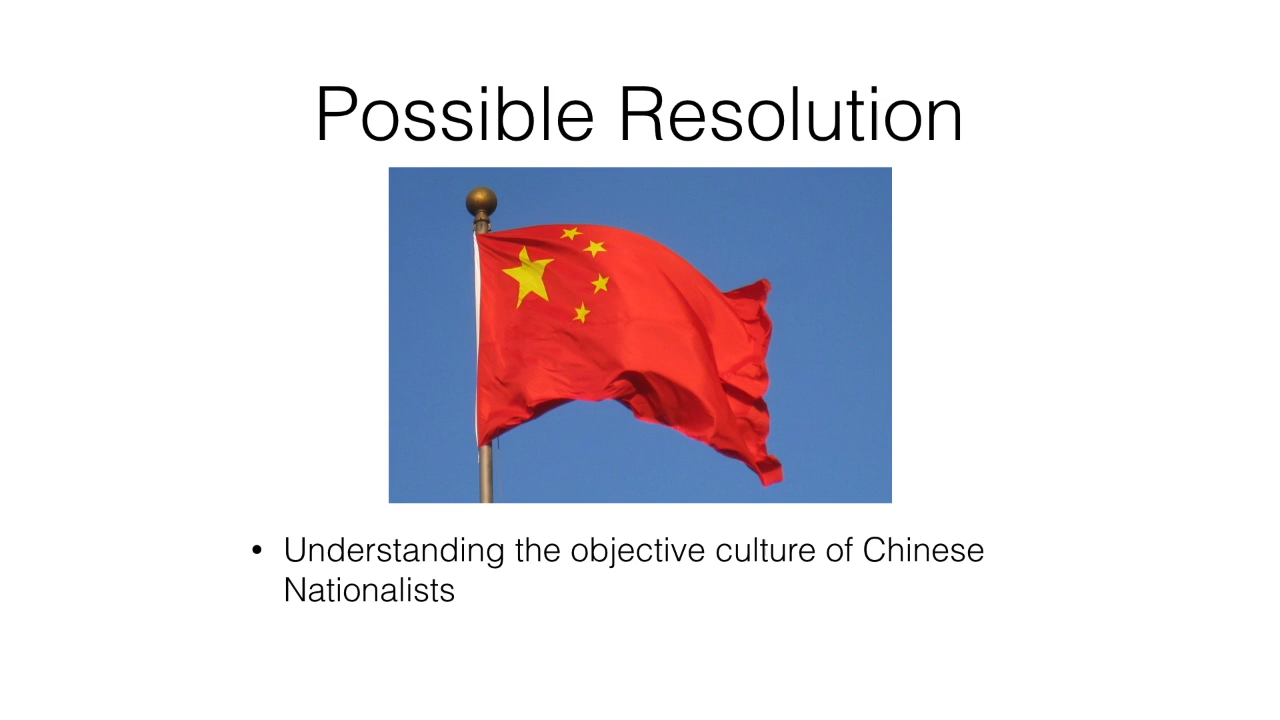 Possible Resolution
• Understanding the objective culture of Chinese
Nationalists